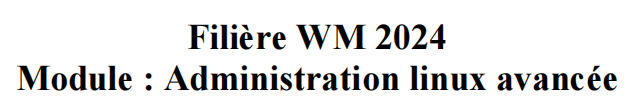 Filière WM 2024
Module : Administration linux avancée